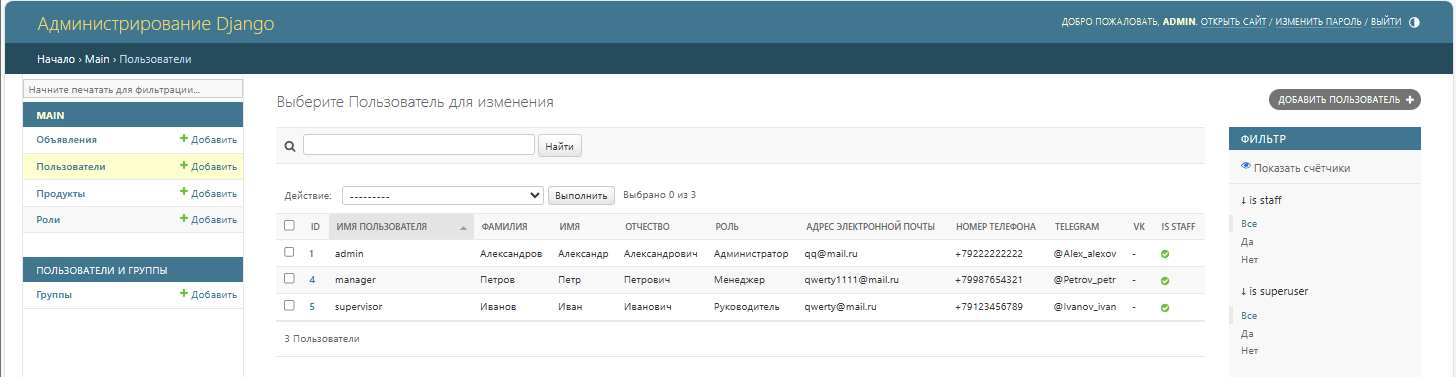 Администрирование Django
ДОБРО ПОЖАЛОВАТЬ, ADMIN. ОТКРЫТЬ САЙТ / ИЗМЕНИТЬ ПАРОЛЬ / ВЫЙТИ
Начало › Main › Пользователи
Начните печатать для фильтрации...
MAIN
Объявления + Добавить
Пользователи + Добавить
Продукты + Добавить
Роли + Добавить
ПОЛЬЗОВАТЕЛИ И ГРУППЫ
Группы + Добавить
Выберите Пользователь для изменения
ДОБАВИТЬ ПОЛЬЗОВАТЕЛЬ +
Найти
Действие: --------- Выполнить Выбрано 0 из 3
ID ИМЯ ПОЛЬЗОВАТЕЛЯ ФАМИЛИЯ ИМЯ ОТЧЕСТВО РОЛЬ АДРЕС ЭЛЕКТРОННОЙ ПОЧТЫ НОМЕР ТЕЛЕФОНА TELEGRAM VK IS STAFF
1 admin Александров Александр Александрович Администратор qq@mail.ru +79222222222 @Alex_alexov -
4 manager Петров Петр Петрович Менеджер qwerty1111@mail.ru +79987654321 @Petrov_petr -
5 supervisor Иванов Иван Иванович Руководитель qwerty@mail.ru +79123456789 @Ivanov_ivan -
3 Пользователи
ФИЛЬТР
Показать счётчики
↓ is staff
Все
Да
Нет
↓ is superuser
Все
Да
Нет